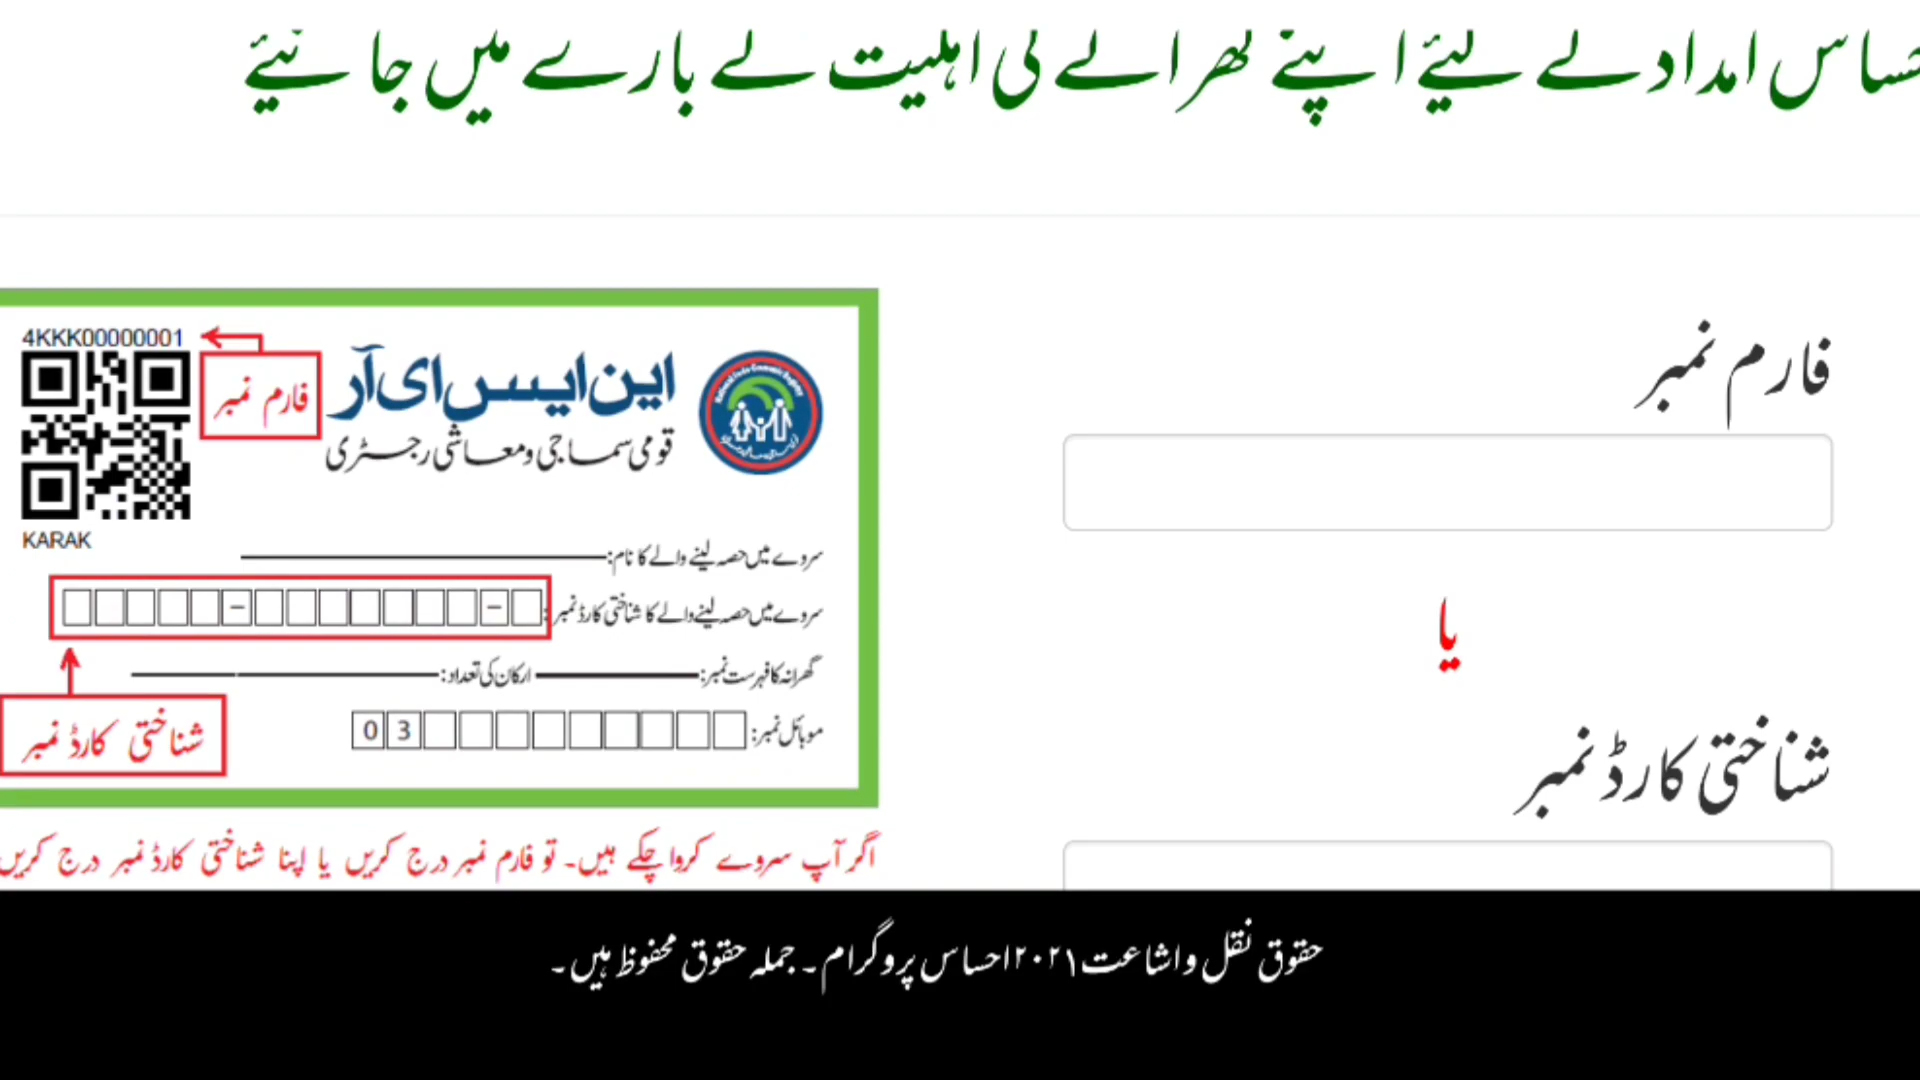 امداد کے لیئے اپنے گھرانے کی اہلیت کے بارے میں جانیئے
فارم نمبر
یا
شناختی کارڈ نمبر
4KKK00000001
فارم نمبر
KARAK
این ایس ای آر
قومی سماجی و معاشی رجسٹری
سروے میں حصہ لینے والے کا نام:
سروے میں حصہ لینے والے کا شناختی کارڈ نمبر:
گھرانہ کا فہرست نمبر: ارکان کی تعداد:
موبائل نمبر: 03
شناختی کارڈ نمبر
اگر آپ سروے کروا چکے ہیں۔ تو فارم نمبر درج کریں یا اپنا شناختی کارڈ نمبر درج کریں
حقوق نقل و اشاعت ۲۰۲۱ احساس پروگرام ۔ جملہ حقوق محفوظ ہیں ۔